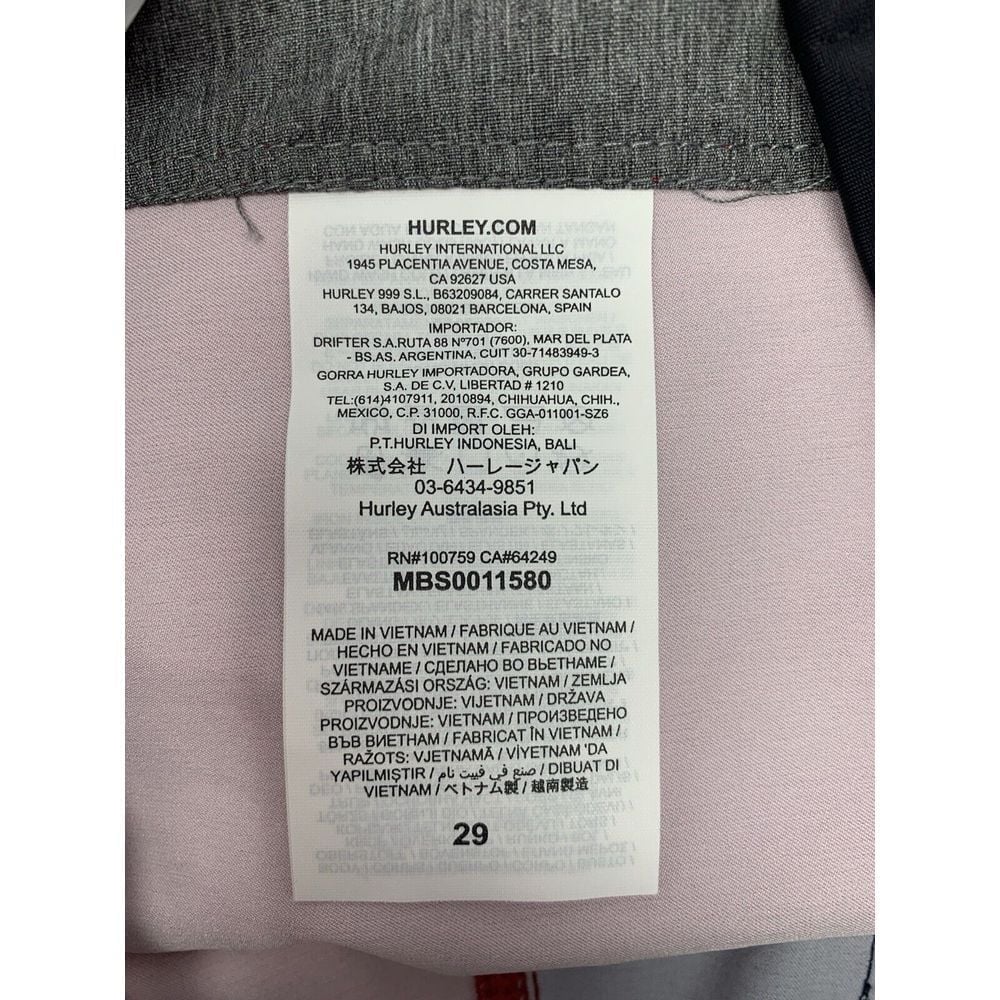 HURLEY.COM
HURLEY INTERNATIONAL LLC
1945 PLACENTIA AVENUE, COSTA MESA,
CA 92627 USA
HURLEY 999 S.L., B63209084, CARRER SANTALO
134, BAJOS, 08021 BARCELONA, SPAIN
IMPORTADOR:
DRIFTER S.A.RUTA 88 Nº701 (7600), MAR DEL PLATA
- BS.AS. ARGENTINA, CUIT 30-71483949-3
GORRA HURLEY IMPORTADORA, GRUPO GARDEA,
S.A. DE C.V, LIBERTAD # 1210
TEL:(614)4107911, 2010894, CHIHUAHUA, CHIH.,
MEXICO, C.P. 31000, R.F.C. GGA-011001-SZ6
DI IMPORT OLEH:
P.T.HURLEY INDONESIA, BALI
株式会社 ハーレージャパン
03-6434-9851
Hurley Australasia Pty. Ltd
RN#100759 CA#64249
MBS0011580
MADE IN VIETNAM / FABRIQUE AU VIETNAM /
HECHO EN VIETNAM / FABRICADO NO
VIETNAME / СДЕЛАНО ВО ВЬЕТНАМЕ /
SZÁRMAZÁSI ORSZÁG: VIETNAM / ZEMLJA
PROIZVODNJE: VIJETNAM / DRŽAVA
PROIZVODNJE: VIETNAM / ПРОИЗВЕДЕНО
ВЪВ ВИЕТНАМ / FABRICAT ÎN VIETNAM /
RAŽOTS: VJETNAMĀ / VİYETNAM 'DA
YAPILMIŞTIR / صنع في فييت نام / DIBUAT DI
VIETNAM / ベトナム製 / 越南製造
29